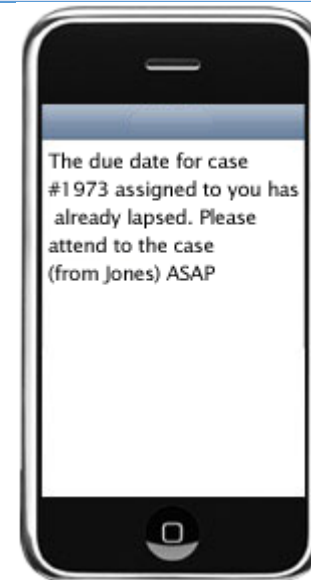 The due date for case
#1973 assigned to you has
already lapsed. Please
attend to the case
(from Jones) ASAP